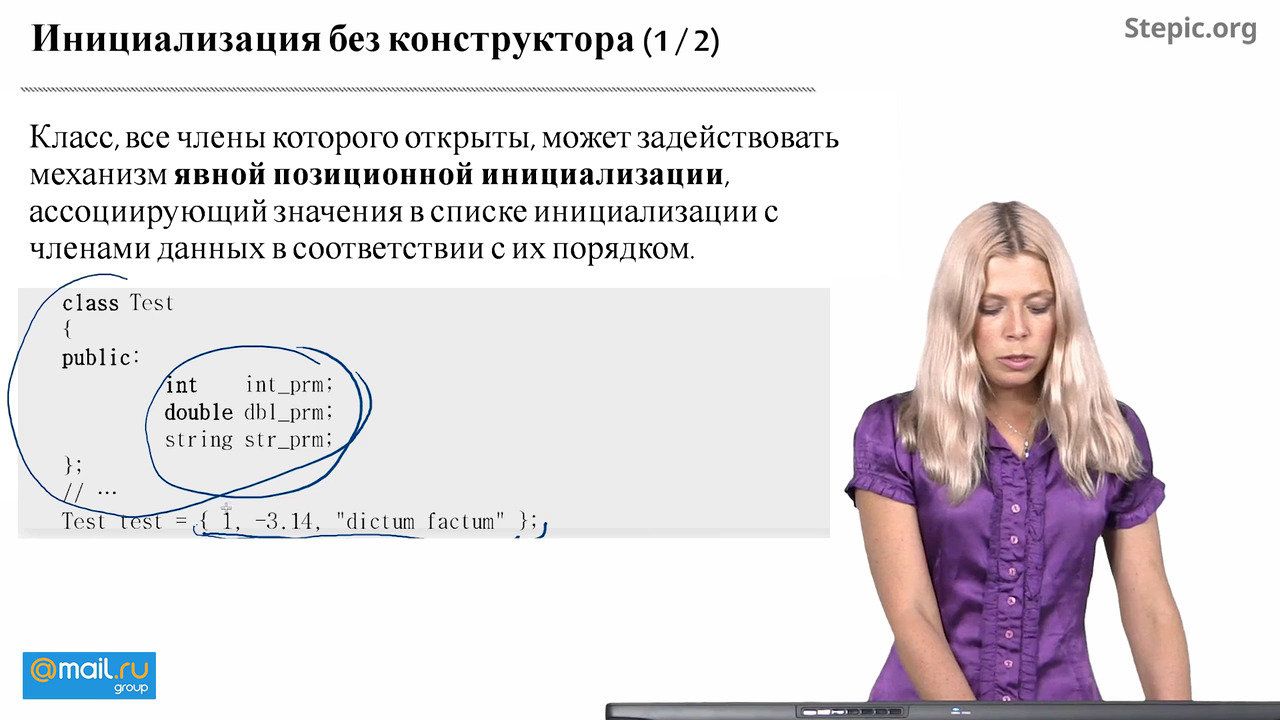 Инициализация без конструктора (1 / 2)
Stepic.org
Класс, все члены которого открыты, может задействовать
механизм явной позиционной инициализации,
ассоциирующий значения в списке инициализации с
членами данных в соответствии с их порядком.
class Test
{
public:
int int_prm;
double dbl_prm;
string str_prm;
};
// …
Test test = { 1, -3.14, "dictum factum" };
@mail.ru
group